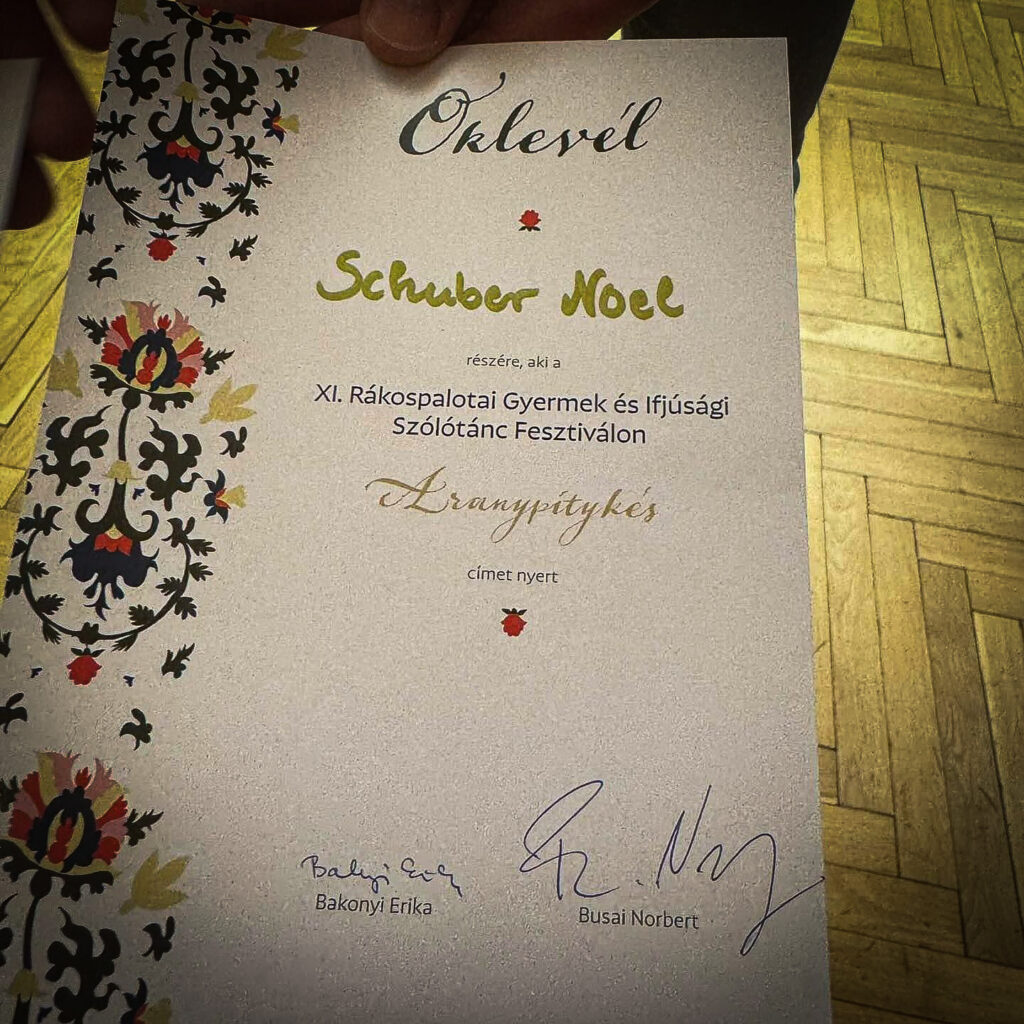 Oklevél
Schuber Noel
részére, aki a
XI. Rákospalotai Gyermek és Ifjúsági
Szólótánc Fesztiválon
Aranypitykés
címet nyert
Bakonyi Erika
Busai Norbert